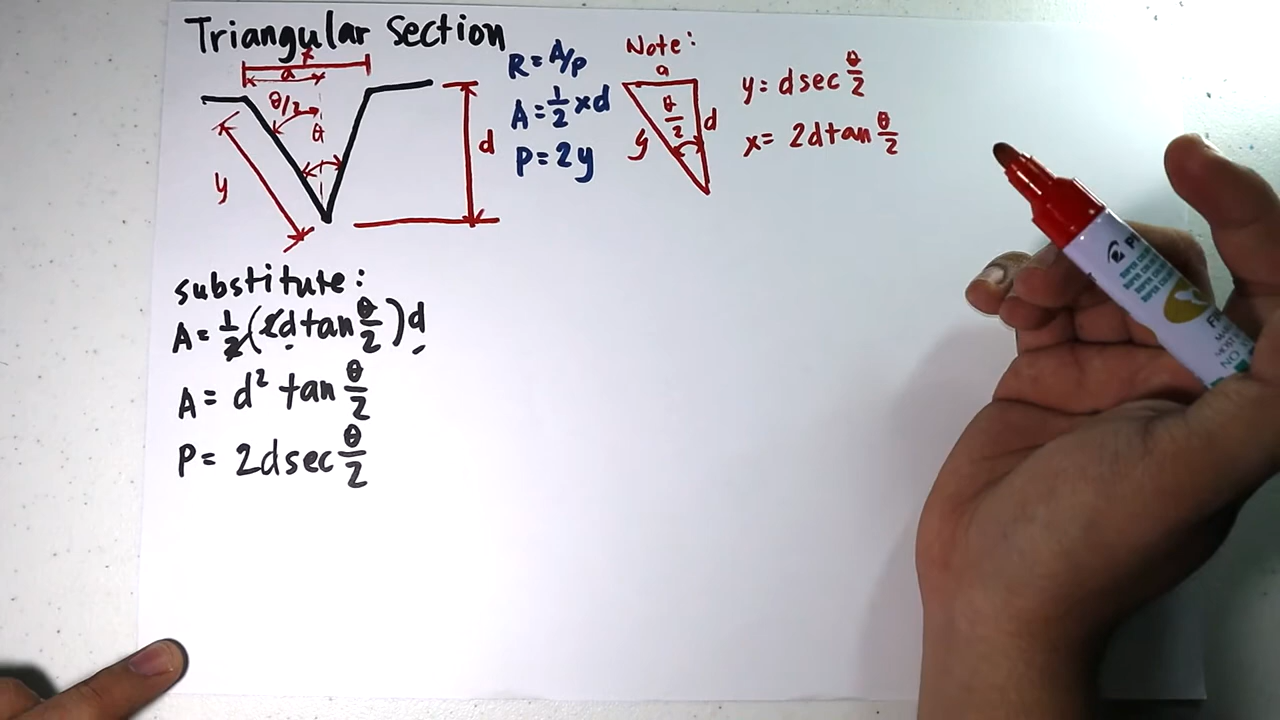 Triangular Section
x
a
θ/2
θ
y
d
R = A/P
A = 1/2 xd
P = 2y
Note:
a
θ/2
d
y
y = d sec θ/2
x = 2d tan θ/2
substitute:
A = 1/2 (2d tan θ/2) d
A = d² tan θ/2
P = 2d sec θ/2